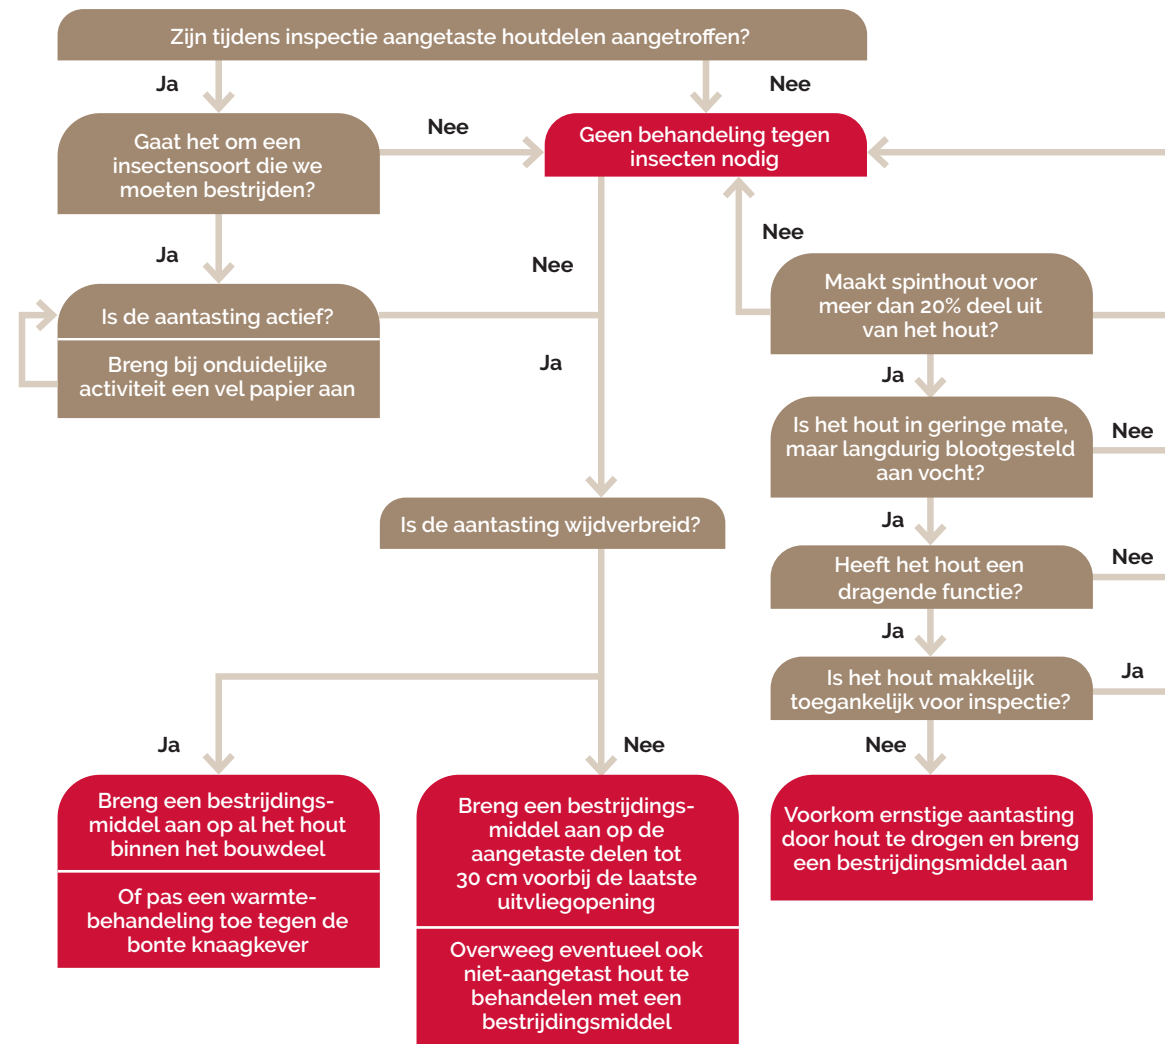 Zijn tijdens inspectie aangetaste houtdelen aangetroffen?
Ja
Nee
Gaat het om een
insectensoort die we
moeten bestrijden?
Nee
Geen behandeling tegen
insecten nodig
Ja
Nee
Nee
Is de aantasting actief?
Breng bij onduidelijke
activiteit een vel papier aan
Ja
Maakt spinthout voor
meer dan 20% deel uit
van het hout?
Ja
Is het hout in geringe mate,
maar langdurig blootgesteld
aan vocht?
Nee
Is de aantasting wijdverbreid?
Ja
Heeft het hout een
dragende functie?
Nee
Ja
Is het hout makkelijk
toegankelijk voor inspectie?
Ja
Ja
Nee
Nee
Breng een bestrijdings-
middel aan op al het hout
binnen het bouwdeel
Of pas een warmte-
behandeling toe tegen de
bonte knaagkever
Breng een bestrijdings-
middel aan op de
aangetaste delen tot
30 cm voorbij de laatste
uitvliegopening
Overweeg eventueel ook
niet-aangetast hout te
behandelen met een
bestrijdingsmiddel
Voorkom ernstige aantasting
door hout te drogen en breng
een bestrijdingsmiddel aan